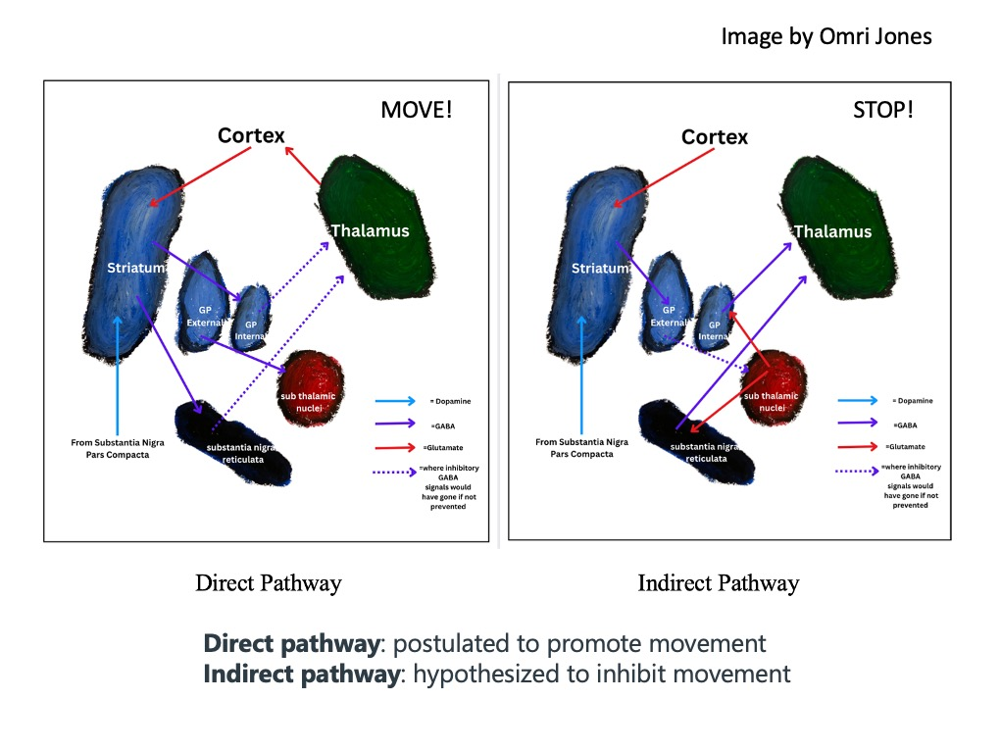 Image by Omri Jones
MOVE!
Cortex
Thalamus
Striatum
GP
External
GP
Internal
sub thalamic
nuclei
substantia nigra
reticulata
From Substantia Nigra
Pars Compacta
= Dopamine
=GABA
=Glutamate
=where inhibitory
GABA
signals would
have gone if not
prevented
STOP!
Cortex
Thalamus
Striatum
GP
External
GP
Internal
sub thalamic
nuclei
substantia nigra
reticulata
From Substantia Nigra
Pars Compacta
= Dopamine
=GABA
=Glutamate
=where inhibitory
GABA
signals would
have gone if not
prevented
Direct Pathway
Indirect Pathway
Direct pathway: postulated to promote movement
Indirect pathway: hypothesized to inhibit movement